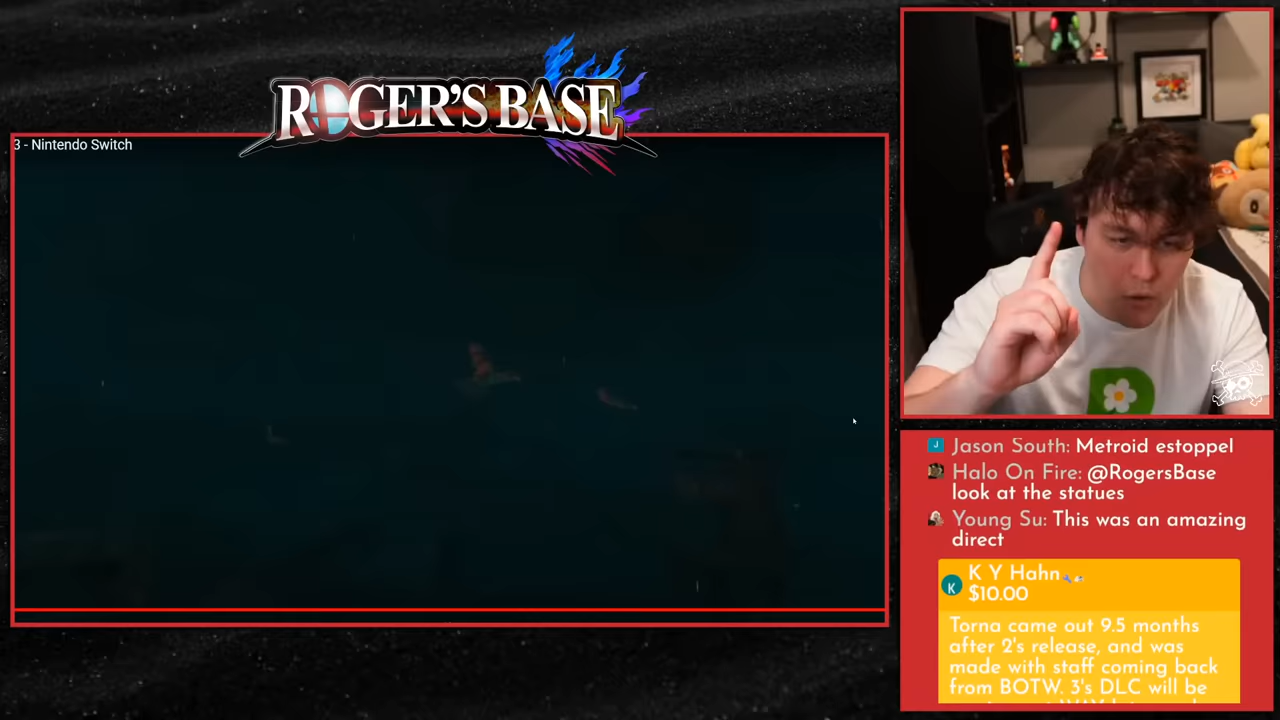 ROGER'S BASE
3 - Nintendo Switch
Jason South: Metroid estoppel
Halo On Fire: @RogersBase
look at the statues
Young Su: This was an amazing
direct
K
K Y Hahn
$10.00
Torna came out 9.5 months
after 2's release, and was
made with staff coming back
from BOTW. 3's DLC will be